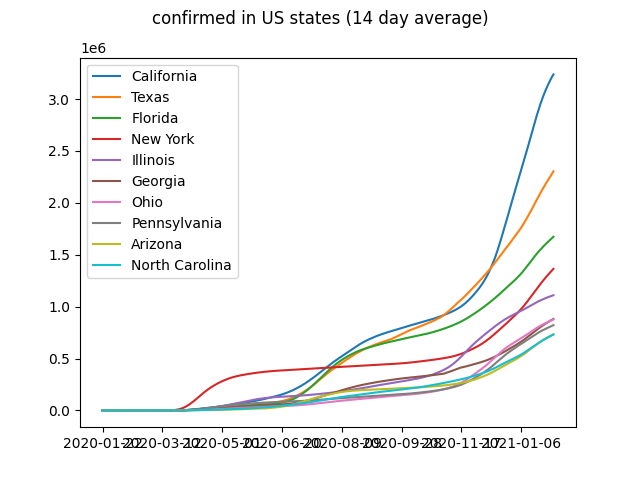 confirmed in US states (14 day average)
1e6
3.0
2.5
2.0
1.5
1.0
0.5
0.0
California
Texas
Florida
New York
Illinois
Georgia
Ohio
Pennsylvania
Arizona
North Carolina
2020-01-22 2020-03-12 2020-05-01 2020-06-20 2020-08-09 2020-09-28 2020-11-17 2021-01-06